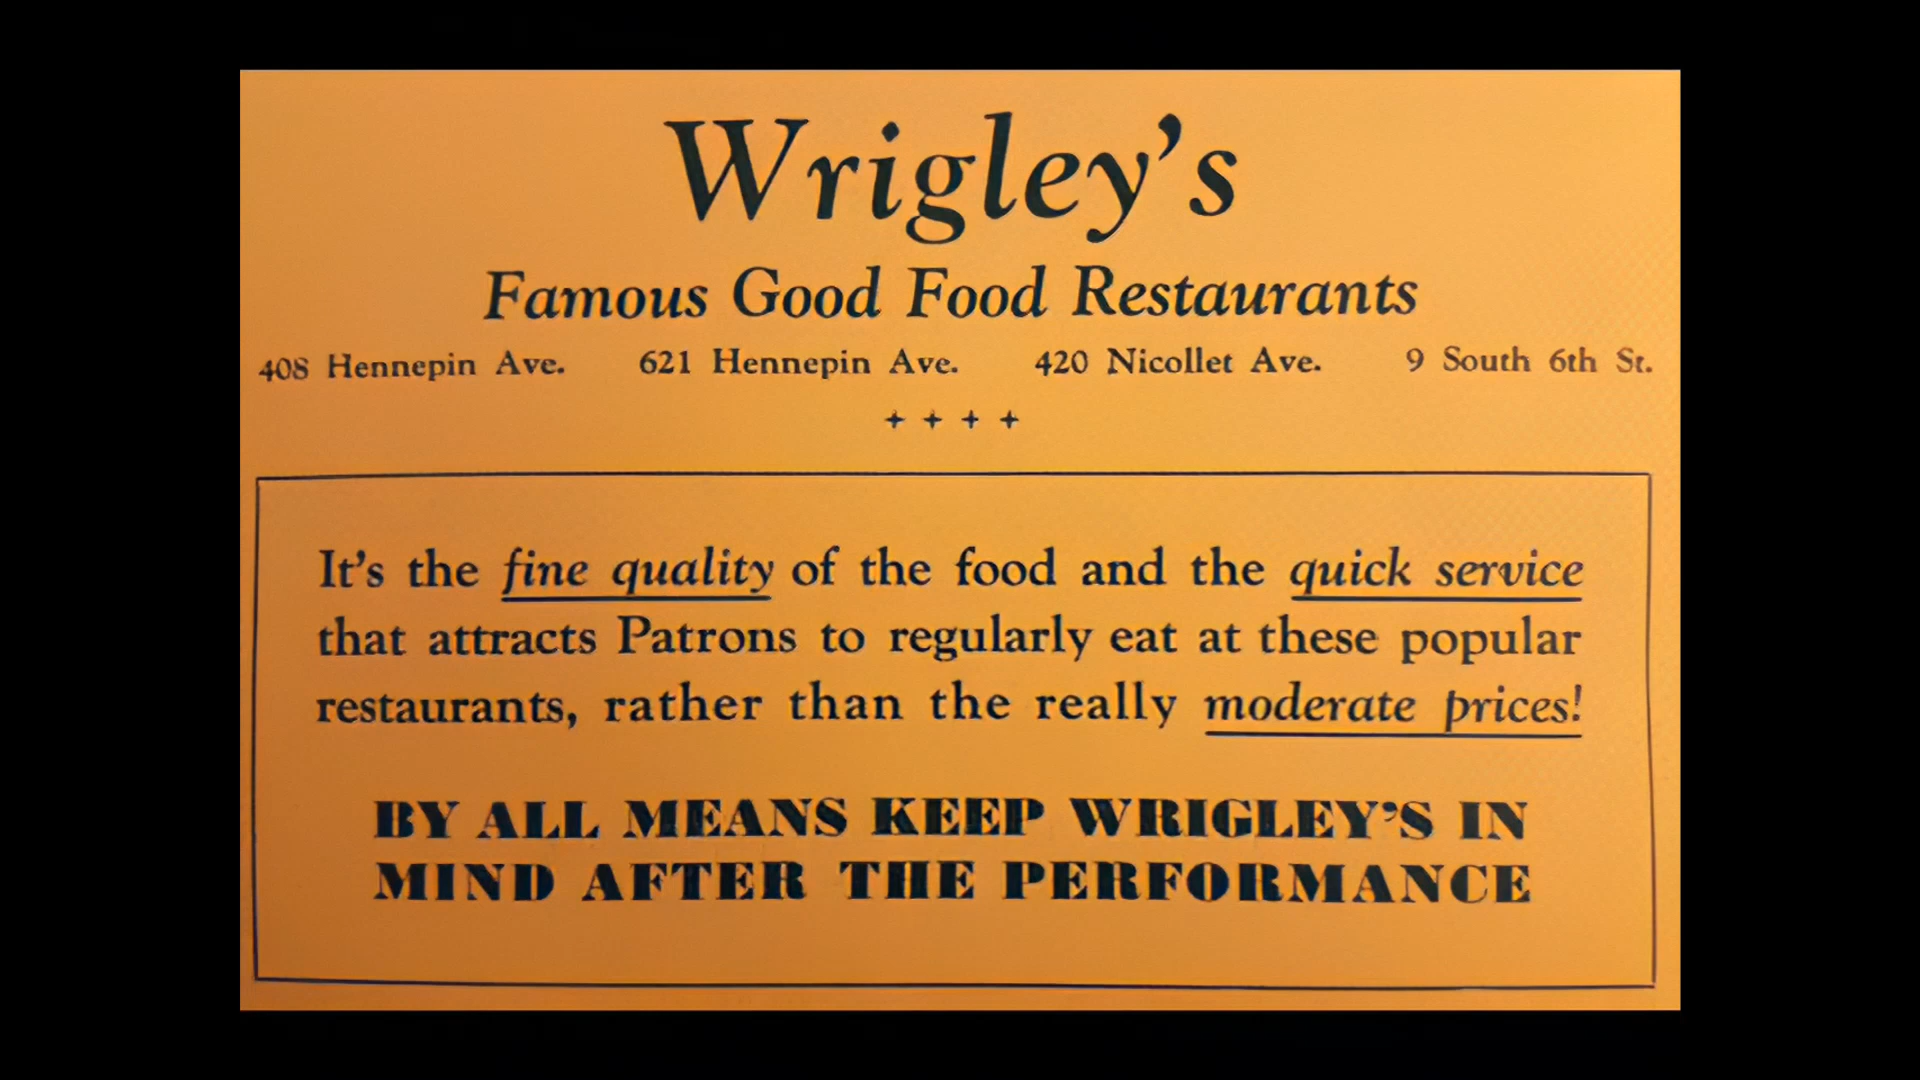 Wrigley's
Famous Good Food Restaurants
408 Hennepin Ave. 621 Hennepin Ave. 420 Nicollet Ave. 9 South 6th St.
+ + + +
It's the fine quality of the food and the quick service
that attracts Patrons to regularly eat at these popular
restaurants, rather than the really moderate prices!
BY ALL MEANS KEEP WRIGLEY'S IN
MIND AFTER THE PERFORMANCE